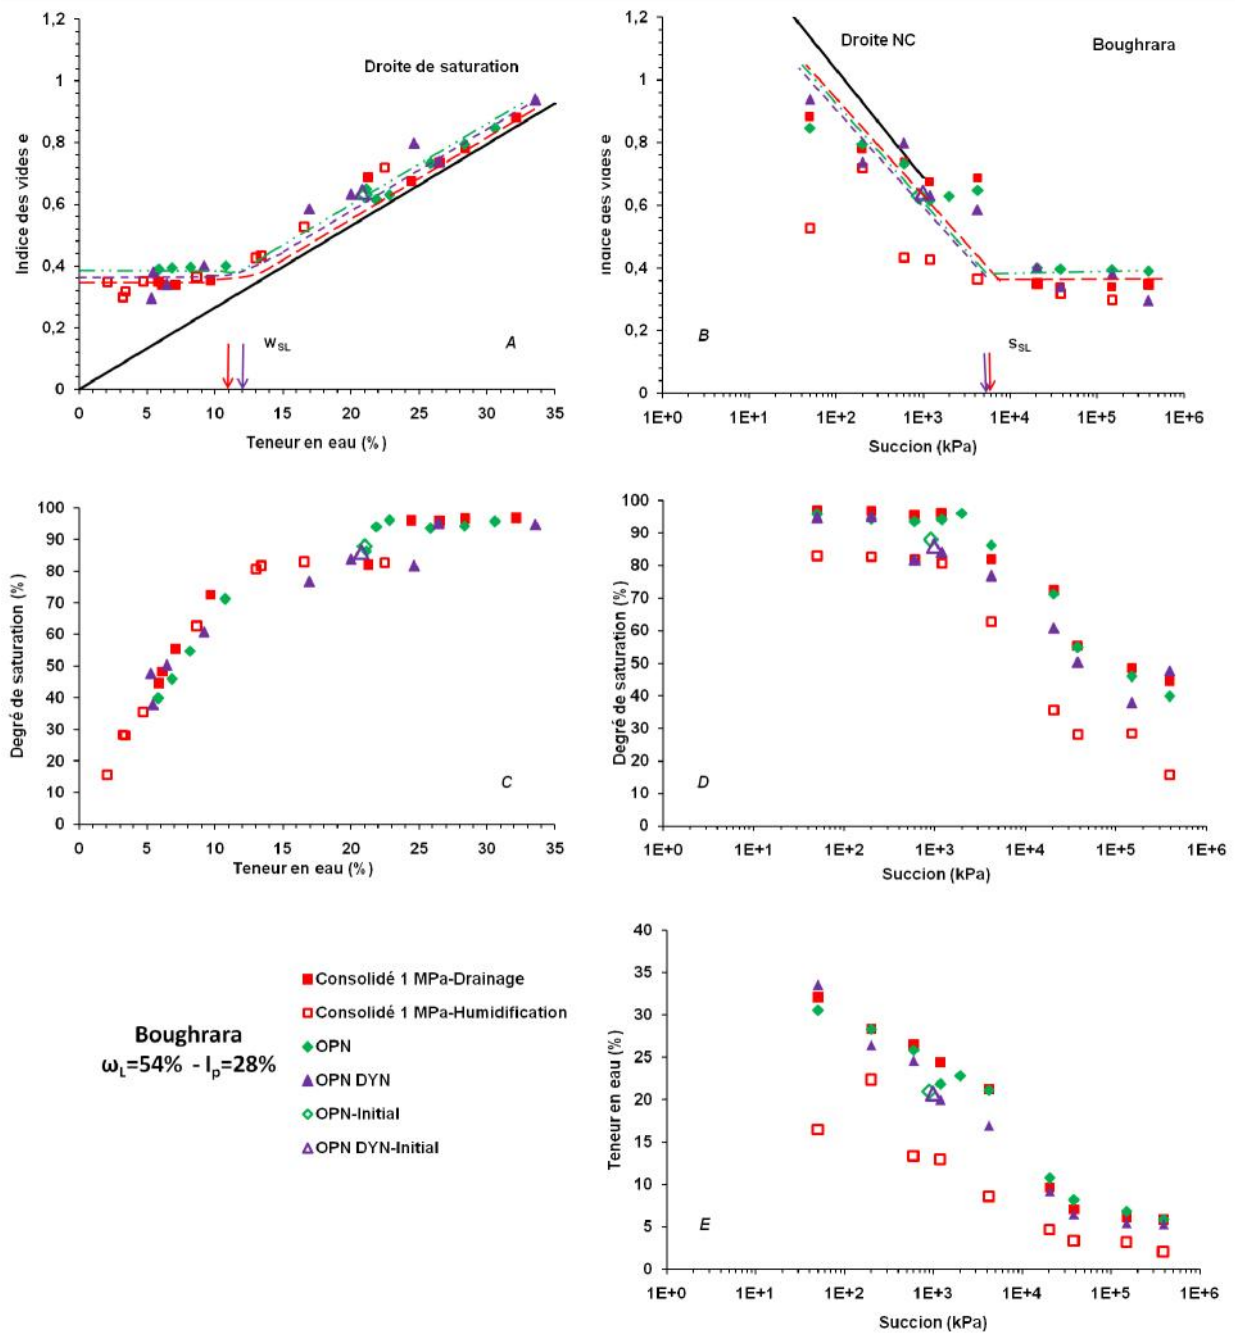 1,2
1
0,8
0,6
0,4
0,2
0
Indice des vides e
Droite de saturation
w_SL
A
0 5 10 15 20 25 30 35
Teneur en eau (%)
1,2
1
0,8
0,6
0,4
0,2
0
Indice des vides e
Droite NC
Boughrara
B
s_SL
1E+0 1E+1 1E+2 1E+3 1E+4 1E+5 1E+6
Succion (kPa)
100
90
80
70
60
50
40
30
20
10
0
Degré de saturation (%)
C
0 5 10 15 20 25 30 35
Teneur en eau (%)
100
90
80
70
60
50
40
30
20
10
0
Degré de saturation (%)
D
1E+0 1E+1 1E+2 1E+3 1E+4 1E+5 1E+6
Succion (kPa)
Boughrara
ω_L=54% - I_p=28%
Consolidé 1 MPa-Drainage
Consolidé 1 MPa-Humidification
OPN
OPN DYN
OPN-Initial
OPN DYN-Initial
40
35
30
25
20
15
10
5
0
Teneur en eau (%)
E
1E+0 1E+1 1E+2 1E+3 1E+4 1E+5 1E+6
Succion (kPa)